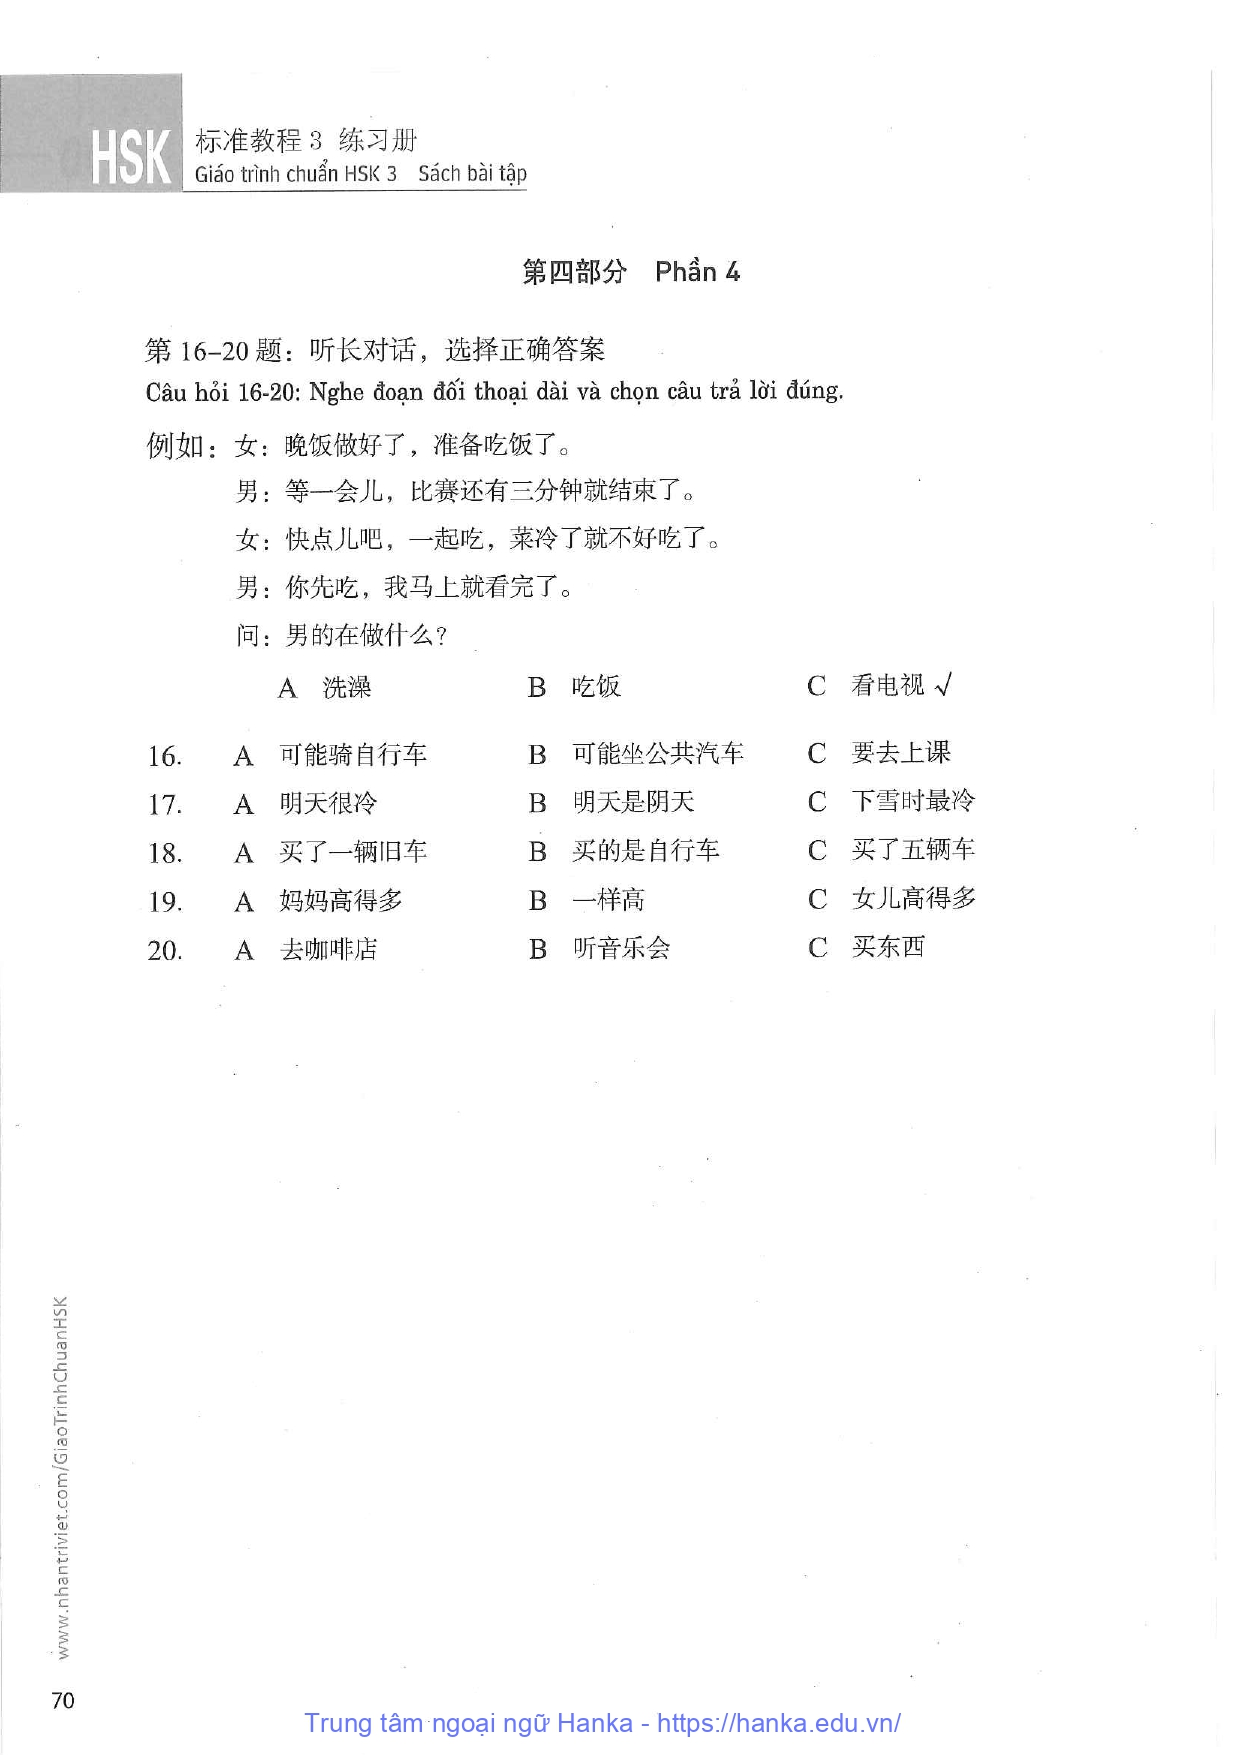 HSK 标准教程 3 练习册
Giáo trình chuẩn HSK 3 Sách bài tập
第四部分 Phần 4
第 16-20 题：听长对话，选择正确答案
Câu hỏi 16-20: Nghe đoạn đối thoại dài và chọn câu trả lời đúng.
例如：女：晚饭做好了，准备吃饭了。
男：等一会儿，比赛还有三分钟就结束了。
女：快点儿吧，一起吃，菜冷了就不好吃了。
男：你先吃，我马上就看完了。
问：男的在做什么？
A 洗澡 B 吃饭 C 看电视 √
16. A 可能骑自行车 B 可能坐公共汽车 C 要去上课
17. A 明天很冷 B 明天是阴天 C 下雪时最冷
18. A 买了一辆旧车 B 买的是自行车 C 买了五辆车
19. A 妈妈高得多 B 一样高 C 女儿高得多
20. A 去咖啡店 B 听音乐会 C 买东西
www.nhantriviet.com/GiaoTrinhChuanHSK
70
Trung tâm ngoại ngữ Hanka - https://hanka.edu.vn/